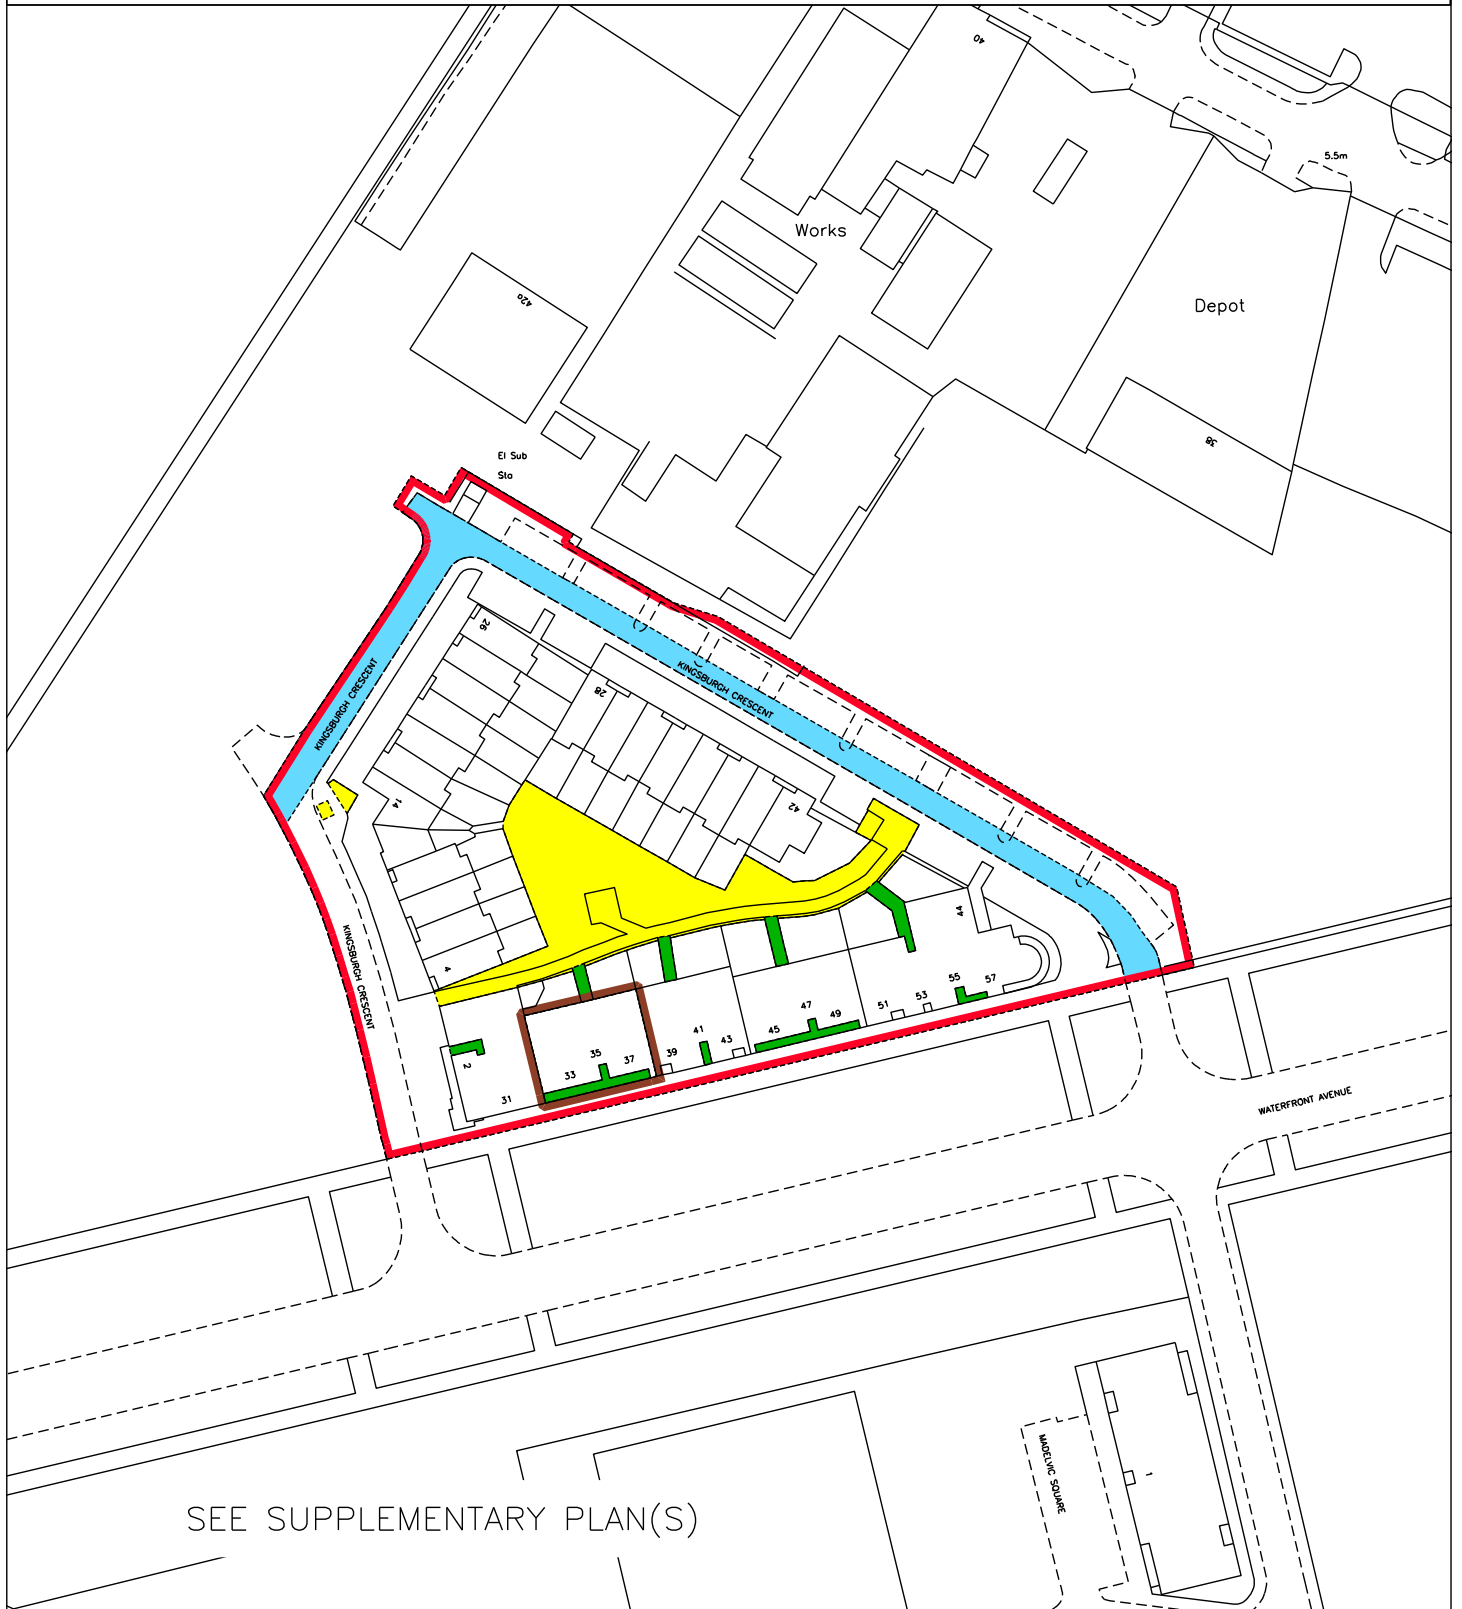 40
5.5m
Works
42a
Depot
38
El Sub
Sta
26
KINGSBURGH CRESCENT
28
KINGSBURGH CRESCENT
14
42
44
KINGSBURGH CRESCENT
4
55
57
47
51
53
49
45
41
43
39
35
37
33
2
31
WATERFRONT AVENUE
MADELVIC SQUARE
1
SEE SUPPLEMENTARY PLAN(S)